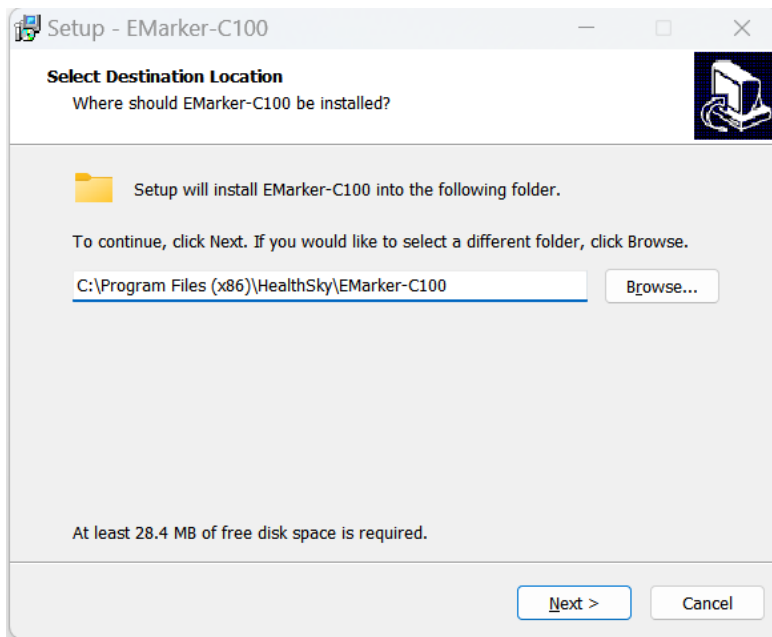 Setup - EMarker-C100
Select Destination Location
Where should EMarker-C100 be installed?
Setup will install EMarker-C100 into the following folder.
To continue, click Next. If you would like to select a different folder, click Browse.
C:\Program Files (x86)\HealthSky\EMarker-C100
Browse...
At least 28.4 MB of free disk space is required.
Next >
Cancel